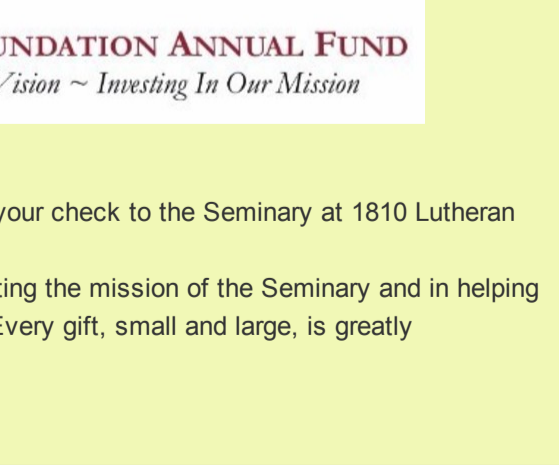 UNDATION ANNUAL FUND
Vision ~ Investing In Our Mission
your check to the Seminary at 1810 Lutheran
ting the mission of the Seminary and in helping
Every gift, small and large, is greatly